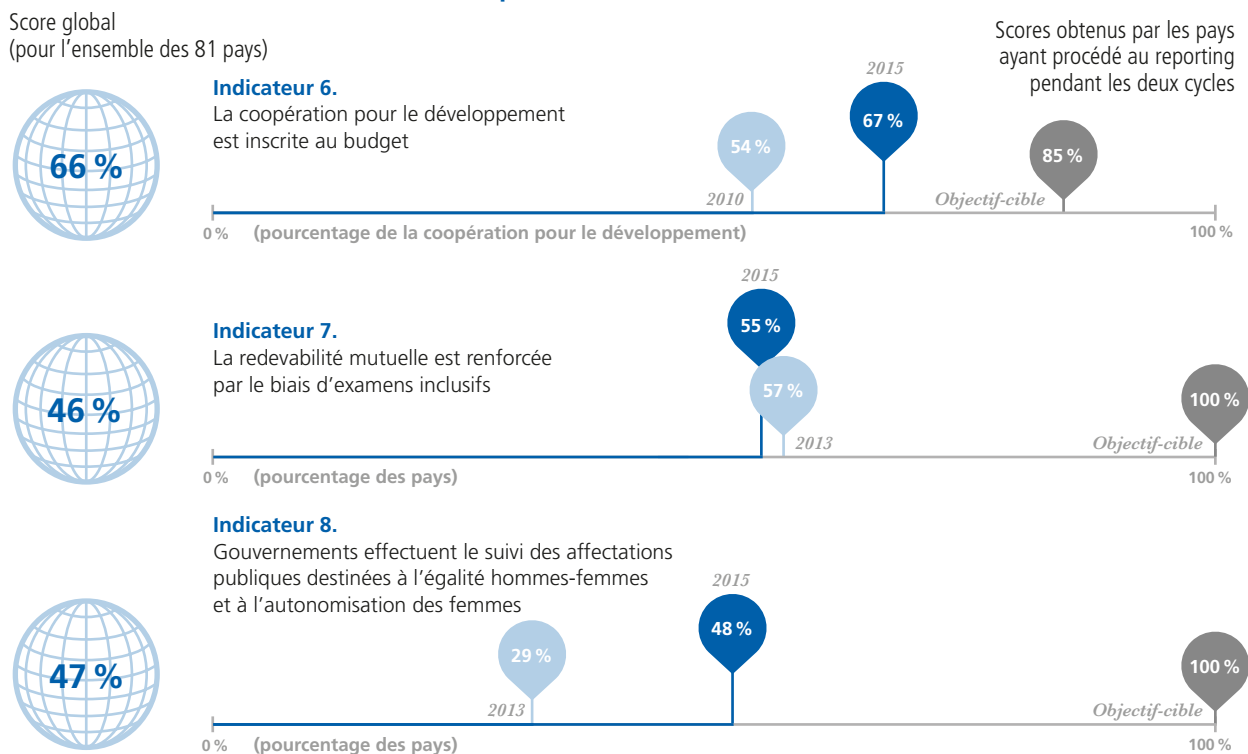 Score global
(pour l'ensemble des 81 pays)
Scores obtenus par les pays
ayant procédé au reporting
pendant les deux cycles
66 %
Indicateur 6.
La coopération pour le développement
est inscrite au budget
2015
67 %
54 %
85 %
2010
Objectif-cible
0 %
(pourcentage de la coopération pour le développement)
100 %
46 %
Indicateur 7.
La redevabilité mutuelle est renforcée
par le biais d'examens inclusifs
2015
55 %
57 %
100 %
2013
Objectif-cible
0 %
(pourcentage des pays)
100 %
47 %
Indicateur 8.
Gouvernements effectuent le suivi des affectations
publiques destinées à l'égalité hommes-femmes
et à l'autonomisation des femmes
2015
48 %
29 %
100 %
2013
Objectif-cible
0 %
(pourcentage des pays)
100 %